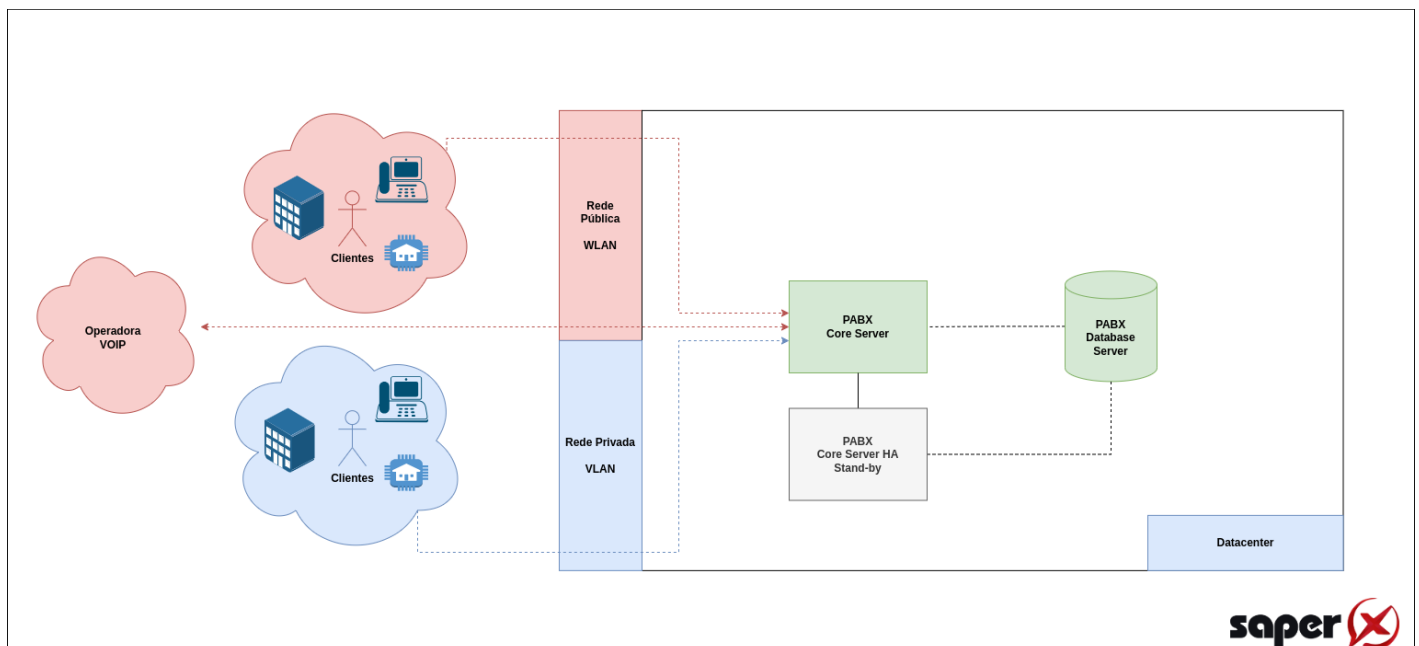 Clientes
Rede
Pública
WLAN
Operadora
VOIP
PABX
Core Server
PABX
Database
Server
Clientes
Rede Privada
VLAN
PABX
Core Server HA
Stand-by
Datacenter
saper X